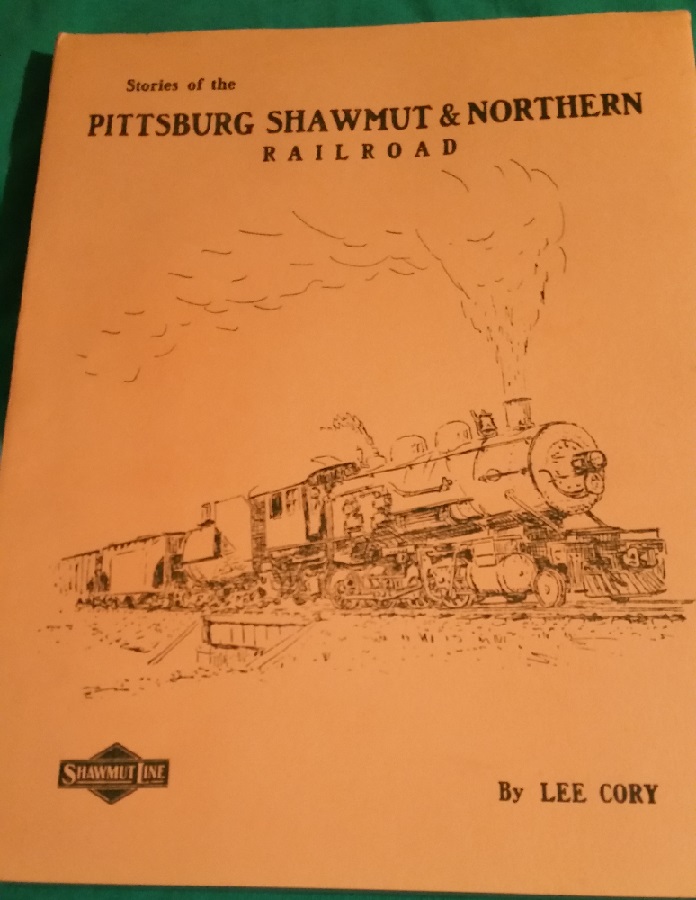 Stories of the
PITTSBURG SHAWMUT & NORTHERN
RAILROAD
SHAWMUT LINE
By LEE CORY